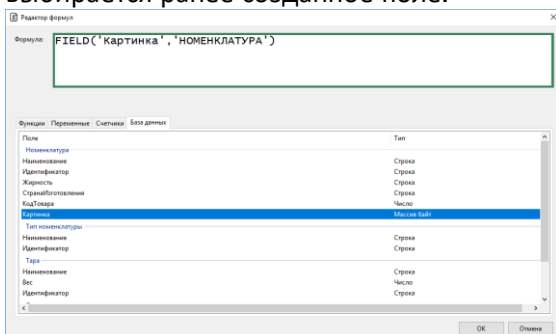 выбирается ранее созданное поле.
Редактор формул
Формула: FIELD('Картинка','НОМЕНКЛАТУРА')
Функции Переменные Счетчики База данных
Поле Тип
Номенклатура
Наименование Строка
Идентификатор Строка
Жирность Строка
СтранаИзготовления Строка
КодТовара Число
Картинка Массив байт
Тип номенклатуры
Наименование Строка
Идентификатор Строка
Тара
Наименование Строка
Вес Число
Идентификатор Строка
OK Отмена